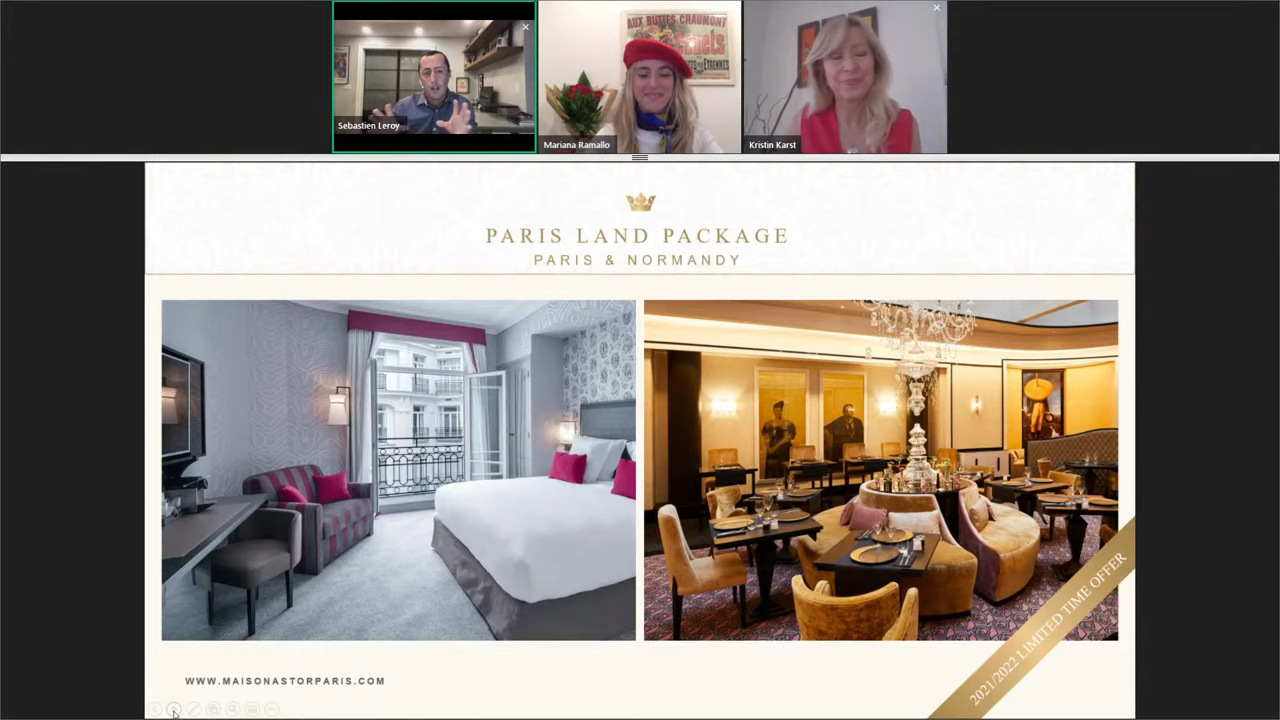 AUX BUTTES CHAUMONT
Jouets
Sebastien Leroy
Mariana Ramallo
Kristin Karst
PARIS LAND PACKAGE
PARIS & NORMANDY
2021/2022 LIMITED TIME OFFER
WWW.MAISONASTORPARIS.COM